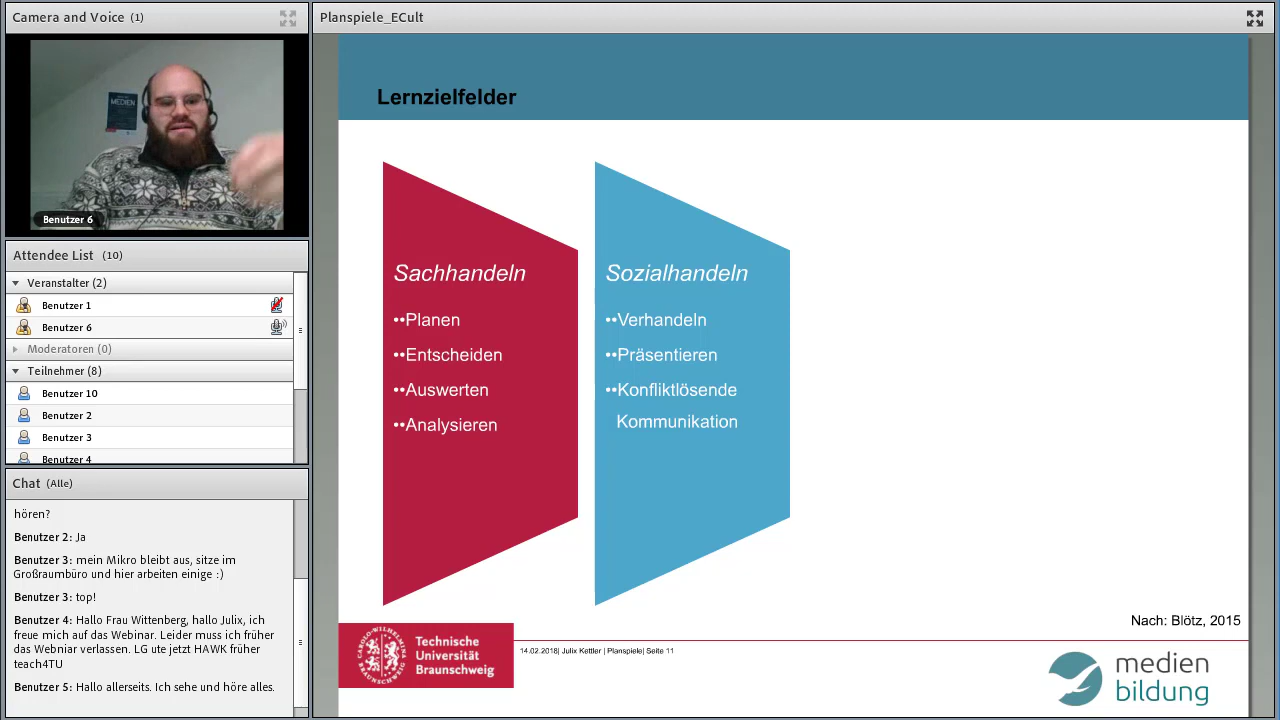 Camera and Voice (1)
MEDIEN
Benutzer 6
Attendee List (10)
Veranstalter (2)
Benutzer 1
Benutzer 6
Moderatoren (0)
Teilnehmer (8)
Benutzer 10
Benutzer 2
Benutzer 3
Benutzer 4
Chat (Alle)
hören?
Benutzer 2: Ja
Benutzer 3: mein Mikro bleibt aus, sitze im
Großraumbüro und hier arbeiten einige :)
Benutzer 3: top!
Benutzer 4: Hallo Frau Wittenberg, hallo Julix, ich
freue mich auf das Webinar. Leider muss ich früher
das Webniar verlassen. LG ute jetzt HAWK früher
teach4TU
Benutzer 5: Hallo allerseits. Ich sehe und höre alles.
Planspiele_ECult
Lernzielfelder
Sachhandeln
••Planen
••Entscheiden
••Auswerten
••Analysieren
Sozialhandeln
••Verhandeln
••Präsentieren
••Konfliktlösende
Kommunikation
Nach: Blötz, 2015
Technische
Universität
Braunschweig
14.02.2018| Julix Kettler | Planspiele| Seite 11
medien
bildung